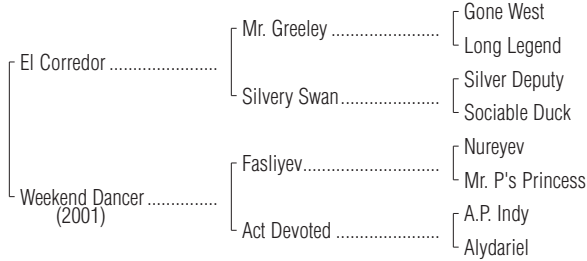 Gone West
Mr. Greeley ......................
Long Legend
El Corredor ......................
Silver Deputy
Silvery Swan ....................
Sociable Duck
Nureyev
Fasliyev ...........................
Mr. P's Princess
Weekend Dancer ..............
(2001)
A.P. Indy
Act Devoted .....................
Alydariel